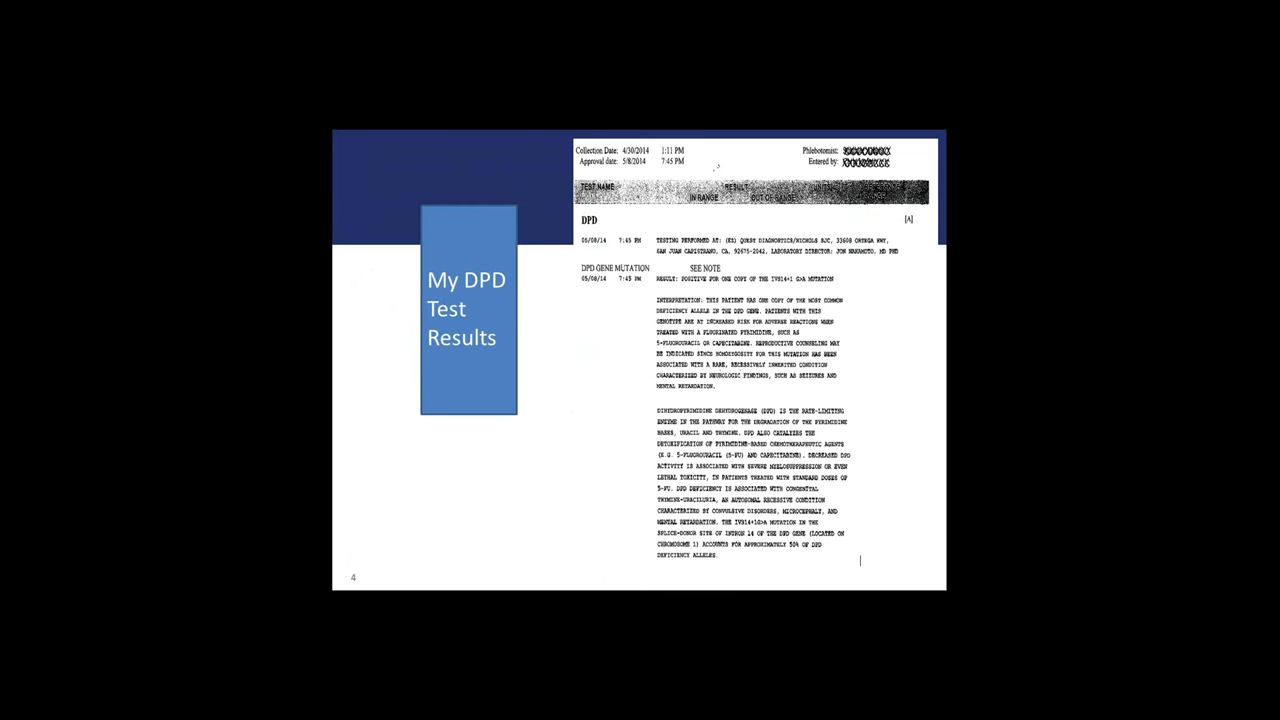 My DPD
Test
Results
Collection Date: 4/30/2014 1:11 PM
Approval date: 5/8/2014 7:45 PM
Phlebotomist:
Entered by:
TEST NAME RESULT UNITS
IN RANGE OUT OF RANGE
DPD [A]
05/08/14 7:45 PM TESTING PERFORMED AT: (ES) QUEST DIAGNOSTICS/NICHOLS SJC, 33608 ORTEGA HWY,
SAN JUAN CAPISTRANO, CA, 92675-2042, LABORATORY DIRECTOR: JON NAKAMOTO, MD PHD
DPD GENE MUTATION SEE NOTE
05/08/14 7:45 PM RESULT: POSITIVE FOR ONE COPY OF THE IVS14+1 G>A MUTATION
INTERPRETATION: THIS PATIENT HAS ONE COPY OF THE MOST COMMON
DEFICIENCY ALLELE IN THE DPD GENE. PATIENTS WITH THIS
GENOTYPE ARE AT INCREASED RISK FOR ADVERSE REACTIONS WHEN
TREATED WITH A FLUORINATED PYRIMIDINE, SUCH AS
5-FLUOROURACIL OR CAPECITABINE. REPRODUCTIVE COUNSELING MAY
BE INDICATED SINCE HOMOZYGOSITY FOR THIS MUTATION HAS BEEN
ASSOCIATED WITH A RARE, RECESSIVELY INHERITED CONDITION
CHARACTERIZED BY NEUROLOGIC FINDINGS, SUCH AS SEIZURES AND
MENTAL RETARDATION.
DIHYDROPYRIMIDINE DEHYDROGENASE (DPD) IS THE RATE-LIMITING
ENZYME IN THE PATHWAY FOR THE DEGRADATION OF THE PYRIMIDINE
BASES, URACIL AND THYMINE. DPD ALSO CATALYZES THE
DETOXIFICATION OF PYRIMIDINE-BASED CHEMOTHERAPEUTIC AGENTS
(E.G. 5-FLUOROURACIL (5-FU) AND CAPECITABINE). DECREASED DPD
ACTIVITY IS ASSOCIATED WITH SEVERE MYELOSUPPRESSION OR EVEN
LETHAL TOXICITY, IN PATIENTS TREATED WITH STANDARD DOSES OF
5-FU. DPD DEFICIENCY IS ASSOCIATED WITH CONGENITAL
THYMINE-URACILURIA, AN AUTOSOMAL RECESSIVE CONDITION
CHARACTERIZED BY CONVULSIVE DISORDERS, MICROCEPHALY, AND
MENTAL RETARDATION. THE IVS14+1G>A MUTATION IN THE
SPLICE-DONOR SITE OF INTRON 14 OF THE DPD GENE (LOCATED ON
CHROMOSOME 1) ACCOUNTS FOR APPROXIMATELY 50% OF DPD
DEFICIENCY ALLELES.
4